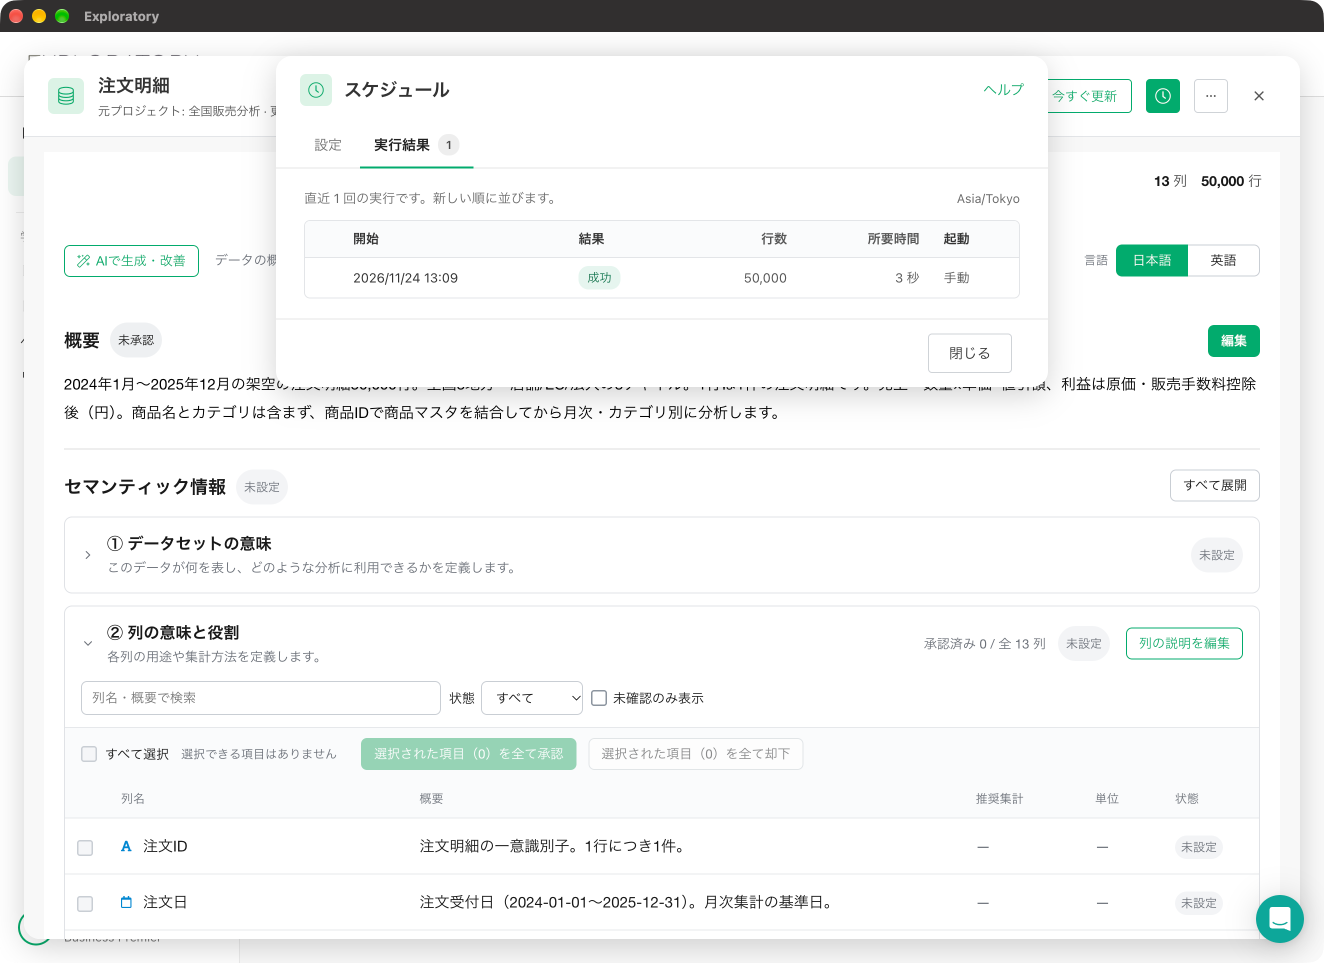 Exploratory
注文明細
元プロジェクト: 全国販売分析 · 更
今すぐ更新
スケジュール
ヘルプ
設定
実行結果 1
直近 1 回の実行です。新しい順に並びます。
Asia/Tokyo
開始 結果 行数 所要時間 起動
2026/11/24 13:09 成功 50,000 3 秒 手動
閉じる
13 列 50,000 行
AIで生成・改善
データの概
言語 日本語 英語
概要 未承認
編集
2024年1月〜2025年12月の架空の
、利益は原価・販売手数料控除
後（円）。商品名とカテゴリは含まず、商品IDで商品マスタを結合してから月次・カテゴリ別に分析します。
セマンティック情報 未設定
すべて展開
① データセットの意味
このデータが何を表し、どのような分析に利用できるかを定義します。
未設定
② 列の意味と役割
各列の用途や集計方法を定義します。
承認済み 0 / 全 13 列 未設定 列の説明を編集
列名・概要で検索 状態 すべて 未確認のみ表示
すべて選択 選択できる項目はありません 選択された項目（0）を全て承認 選択された項目（0）を全て却下
列名 概要 推奨集計 単位 状態
A 注文ID 注文明細の一意識別子。1行につき1件。 — — 未設定
注文日 注文受付日（2024-01-01〜2025-12-31）。月次集計の基準日。 — — 未設定
Business Premier